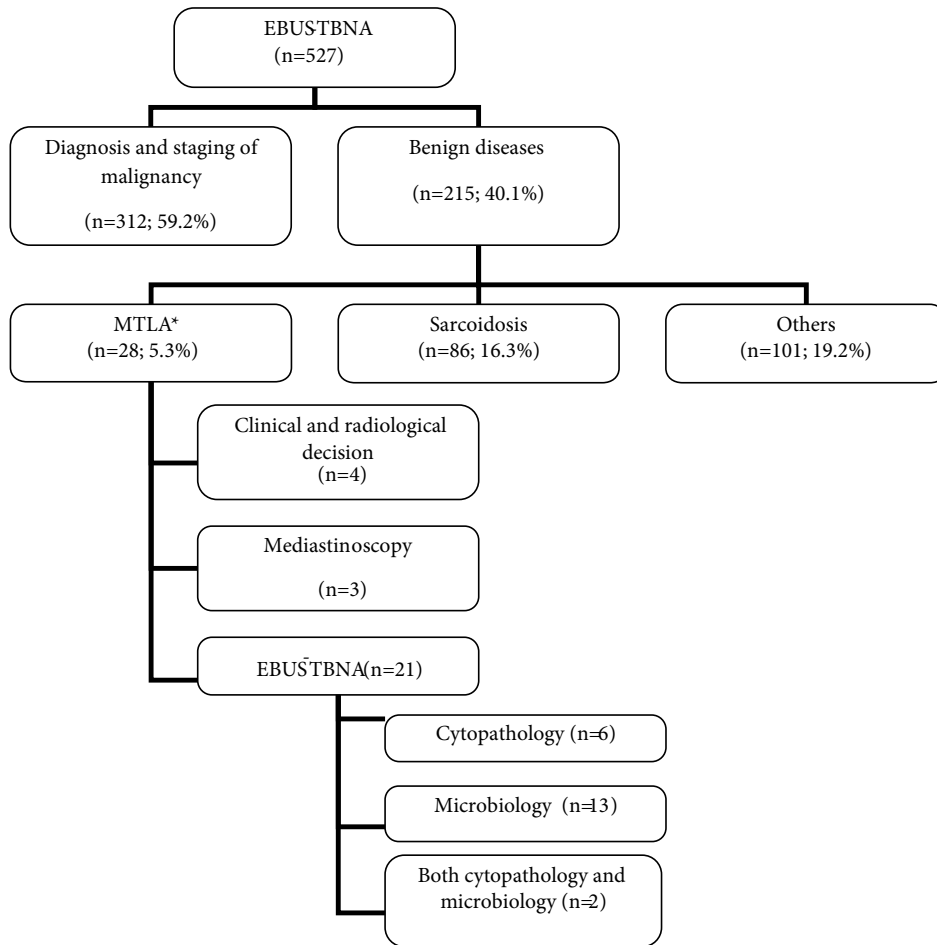 EBUS-TBNA
(n=527)
Diagnosis and staging of
malignancy
(n=312; 59.2%)
Benign diseases
(n=215; 40.1%)
MTLA*
(n=28; 5.3%)
Sarcoidosis
(n=86; 16.3%)
Others
(n=101; 19.2%)
Clinical and radiological
decision
(n=4)
Mediastinoscopy
(n=3)
EBUS-TBNA(n=21)
Cytopathology (n=6)
Microbiology (n=13)
Both cytopathology and
microbiology (n=2)